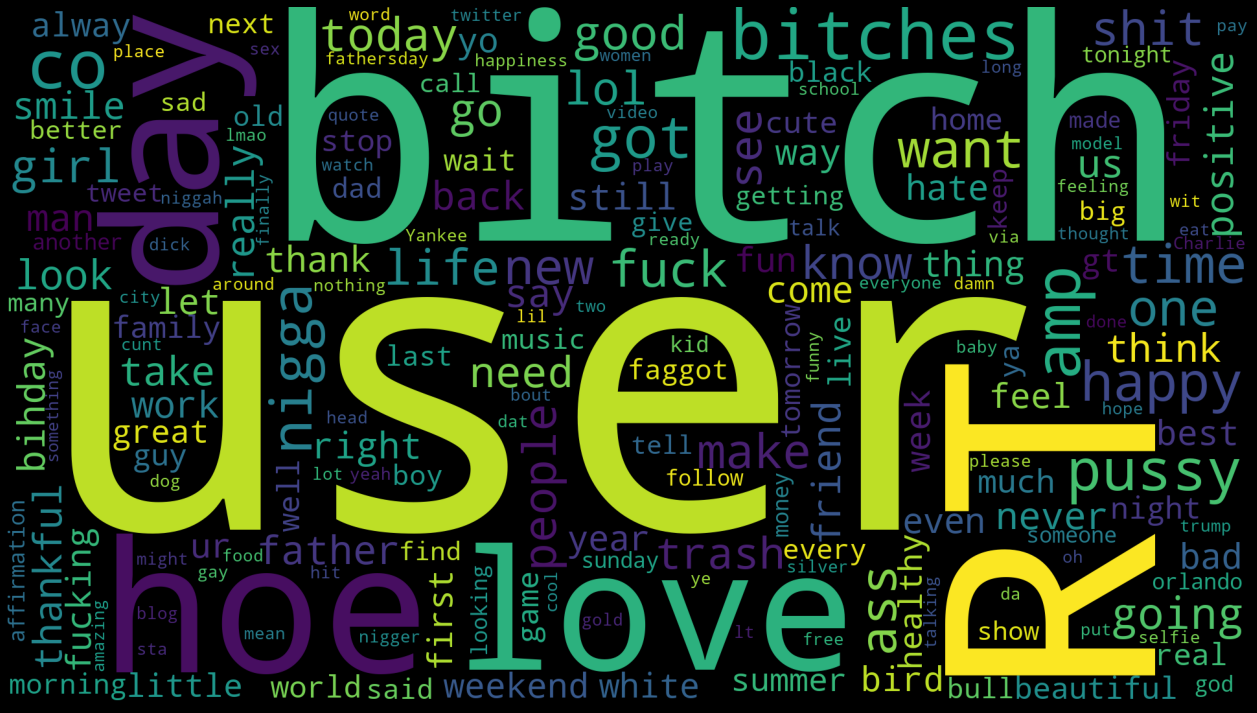 alway
next
word
twitter
today
yo
good
bitches
shit
pay
co
place
sex
fathersday
happiness
women
tonight
day
bitch
smile
sad
old
call
lol
black
long
school
better
lmao
quote
go
video
got
see
cute
home
made
friday
positive
girl
really
stop
wait
way
want
model
us
watch
play
tweet
niggah
dad
back
still
getting
hate
keep
feeling
man
finally
give
talk
big
wit
another
dick
Yankee
ready
via
thought
eat
Charlie
look
thank
life
new
fuck
fun
know
thing
gt
time
around
nothing
say
come
everyone
damn
many
city
let
lil
two
amp
one
face
family
nigga
music
kid
tomorrow
funny
live
baby
ya
done
think
cunt
last
user
bihday
something
take
need
faggot
feel
happy
work
bout
hope
great
head
dat
people
tell
make
friend
week
RT
best
guy
right
please
dog
lot
yeah
boy
follow
much
pussy
well
money
night
affirmation
thankful
even
never
trump
fucking
might
ur
father
find
year
trash
every
someone
food
sunday
oh
bad
gay
hit
hoe
love
ye
silver
healthy
orlando
amazing
blog
first
looking
game
cool
ass
talking
da
going
mean
nigger
gold
lt
free
show
put
selfie
sta
real
morning
little
world
said
weekend
white
summer
bird
bull
beautiful
god